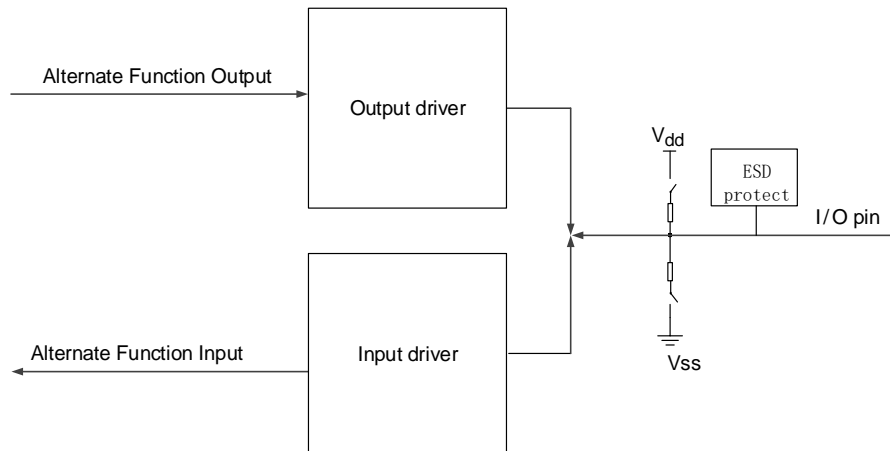 Alternate Function Output
Output driver
Vdd
ESD
protect
I/O pin
Alternate Function Input
Input driver
Vss